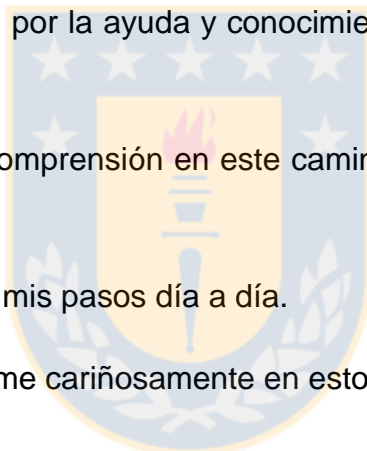 por la ayuda y conocimie
omprensión en este camin
mis pasos día a día.
me cariñosamente en esto